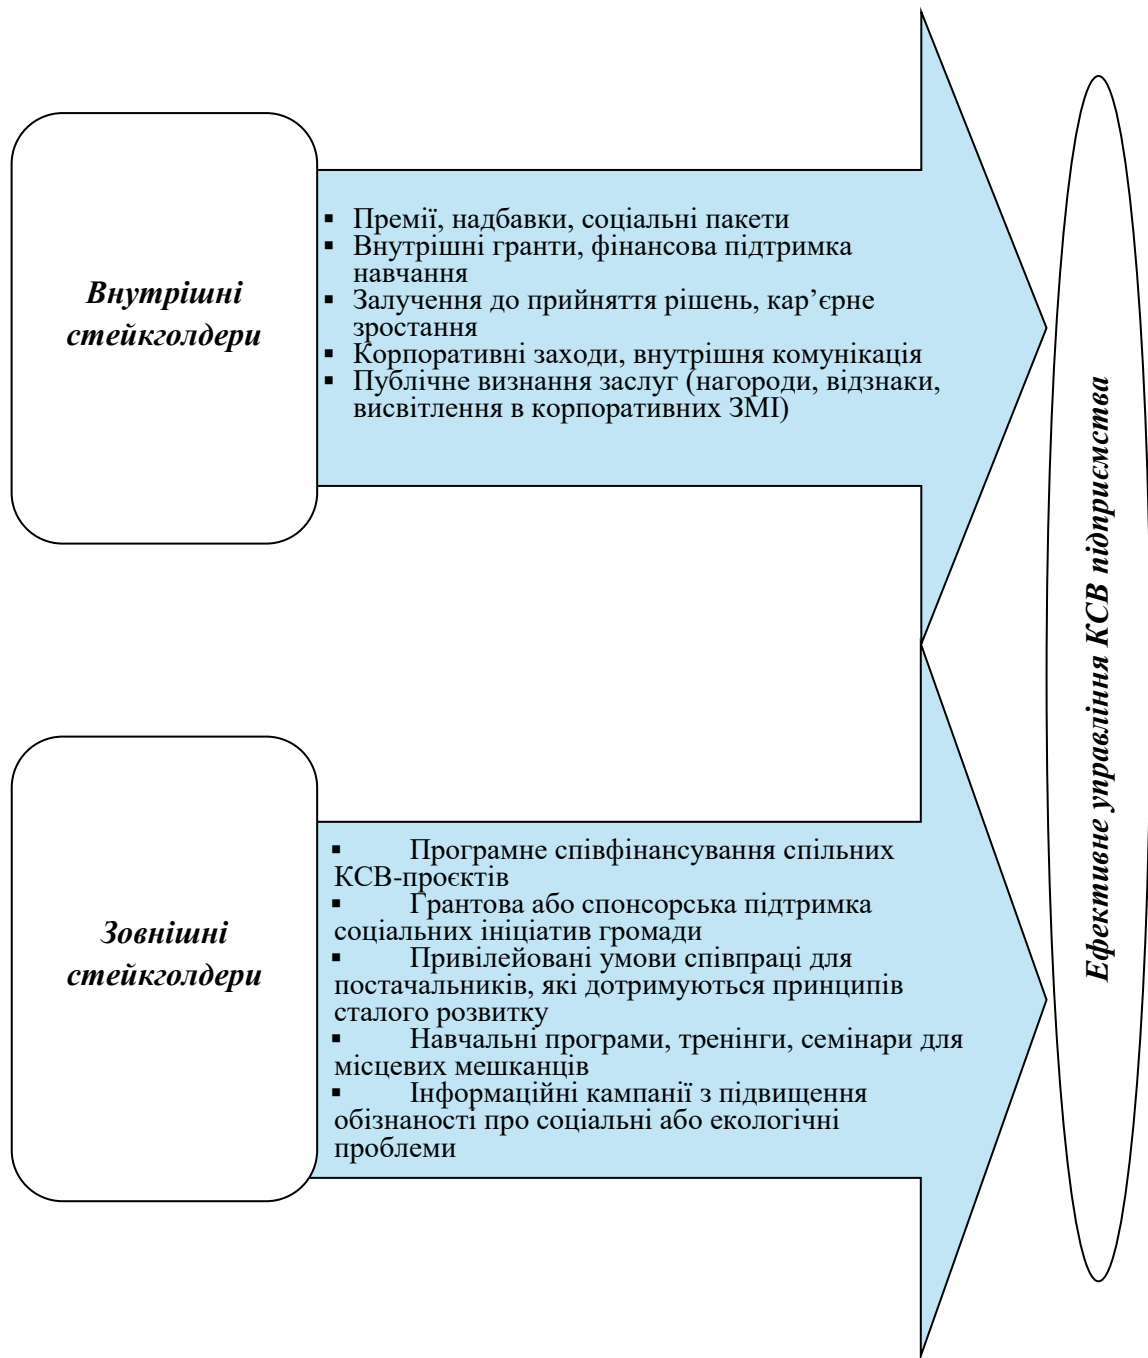 Внутрішні
стейкголдери
▪ Премії, надбавки, соціальні пакети
▪ Внутрішні гранти, фінансова підтримка
навчання
▪ Залучення до прийняття рішень, кар’єрне
зростання
▪ Корпоративні заходи, внутрішня комунікація
▪ Публічне визнання заслуг (нагороди, відзнаки,
висвітлення в корпоративних ЗМІ)
Зовнішні
стейкголдери
▪ Програмне співфінансування спільних
КСВ-проєктів
▪ Грантова або спонсорська підтримка
соціальних ініціатив громади
▪ Привілейовані умови співпраці для
постачальників, які дотримуються принципів
сталого розвитку
▪ Навчальні програми, тренінги, семінари для
місцевих мешканців
▪ Інформаційні кампанії з підвищення
обізнаності про соціальні або екологічні
проблеми
Ефективне управління КСВ підприємства